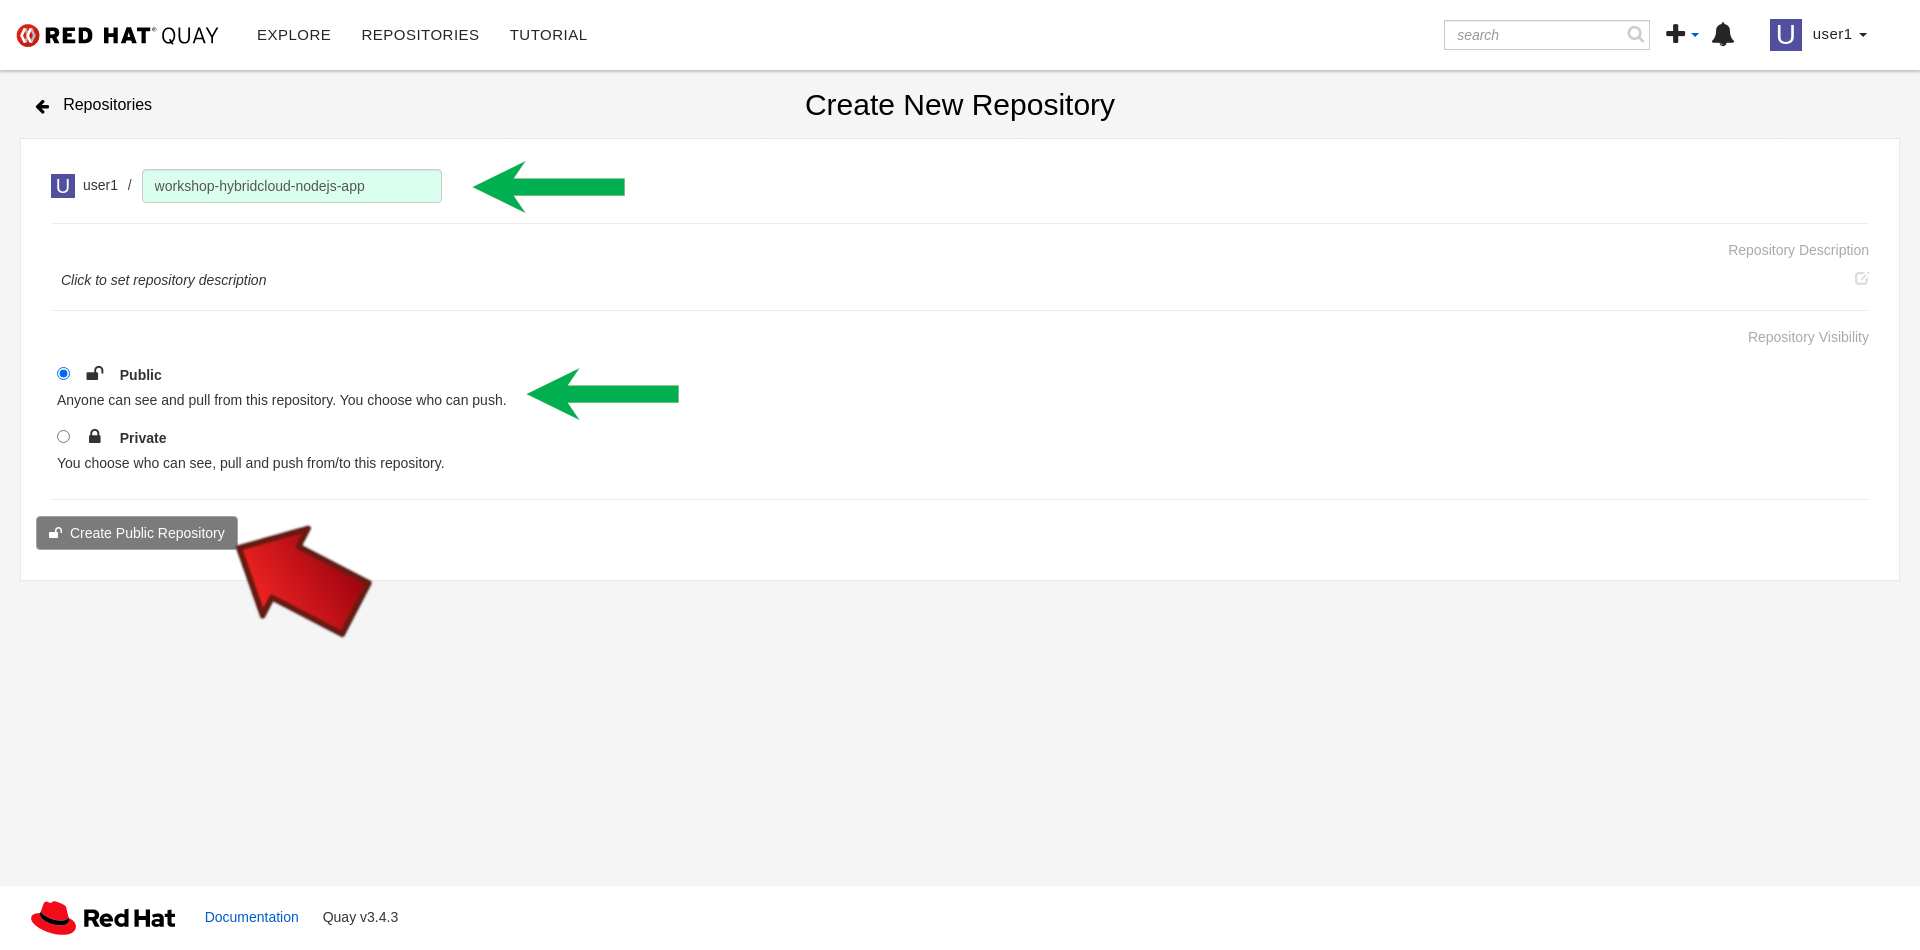 RED HAT® QUAY EXPLORE REPOSITORIES TUTORIAL search U user1
Repositories Create New Repository
U user1 / workshop-hybridcloud-nodejs-app
Repository Description
Click to set repository description
Repository Visibility
Public
Anyone can see and pull from this repository. You choose who can push.
Private
You choose who can see, pull and push from/to this repository.
Create Public Repository
Red Hat Documentation Quay v3.4.3